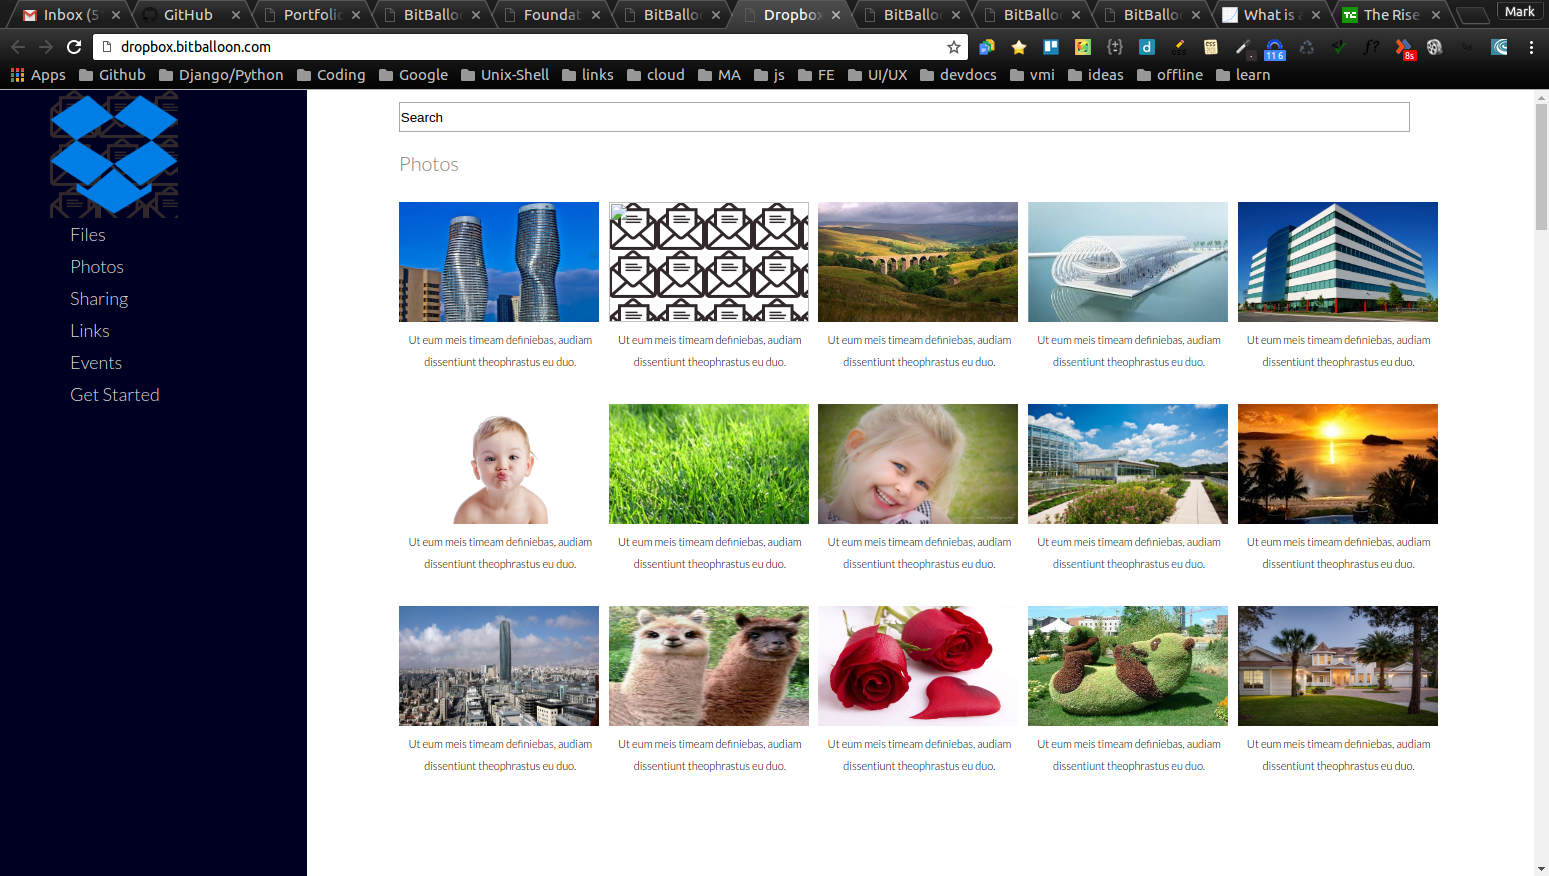 Inbox (5
GitHub
Portfolio
BitBalloo
Foundat
BitBalloo
Dropbox
BitBalloo
BitBalloo
BitBalloo
What is a
The Rise
Mark
dropbox.bitballoon.com
116
8s
Apps Github Django/Python Coding Google Unix-Shell links cloud MA js FE UI/UX devdocs vmi ideas offline learn
Search
Photos
Files
Photos
Sharing
Links
Events
Get Started
Ut eum meis timeam definiebas, audiam
dissentiunt theophrastus eu duo.
Ut eum meis timeam definiebas, audiam
dissentiunt theophrastus eu duo.
Ut eum meis timeam definiebas, audiam
dissentiunt theophrastus eu duo.
Ut eum meis timeam definiebas, audiam
dissentiunt theophrastus eu duo.
Ut eum meis timeam definiebas, audiam
dissentiunt theophrastus eu duo.
Ut eum meis timeam definiebas, audiam
dissentiunt theophrastus eu duo.
Ut eum meis timeam definiebas, audiam
dissentiunt theophrastus eu duo.
Ut eum meis timeam definiebas, audiam
dissentiunt theophrastus eu duo.
Ut eum meis timeam definiebas, audiam
dissentiunt theophrastus eu duo.
Ut eum meis timeam definiebas, audiam
dissentiunt theophrastus eu duo.
Ut eum meis timeam definiebas, audiam
dissentiunt theophrastus eu duo.
Ut eum meis timeam definiebas, audiam
dissentiunt theophrastus eu duo.
Ut eum meis timeam definiebas, audiam
dissentiunt theophrastus eu duo.
Ut eum meis timeam definiebas, audiam
dissentiunt theophrastus eu duo.
Ut eum meis timeam definiebas, audiam
dissentiunt theophrastus eu duo.